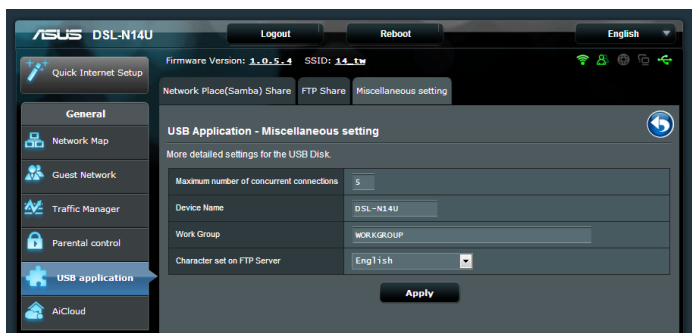 ASUS DSL-N14U Logout Reboot English
Quick Internet Setup
General
Network Map
Guest Network
Traffic Manager
Parental control
USB application
AiCloud
Firmware Version: 1.0.5.4 SSID: 14_tw
Network Place(Samba) Share FTP Share Miscellaneous setting
USB Application - Miscellaneous setting
More detailed settings for the USB Disk.
Maximum number of concurrent connections 5
Device Name DSL-N14U
Work Group WORKGROUP
Character set on FTP Server English
Apply